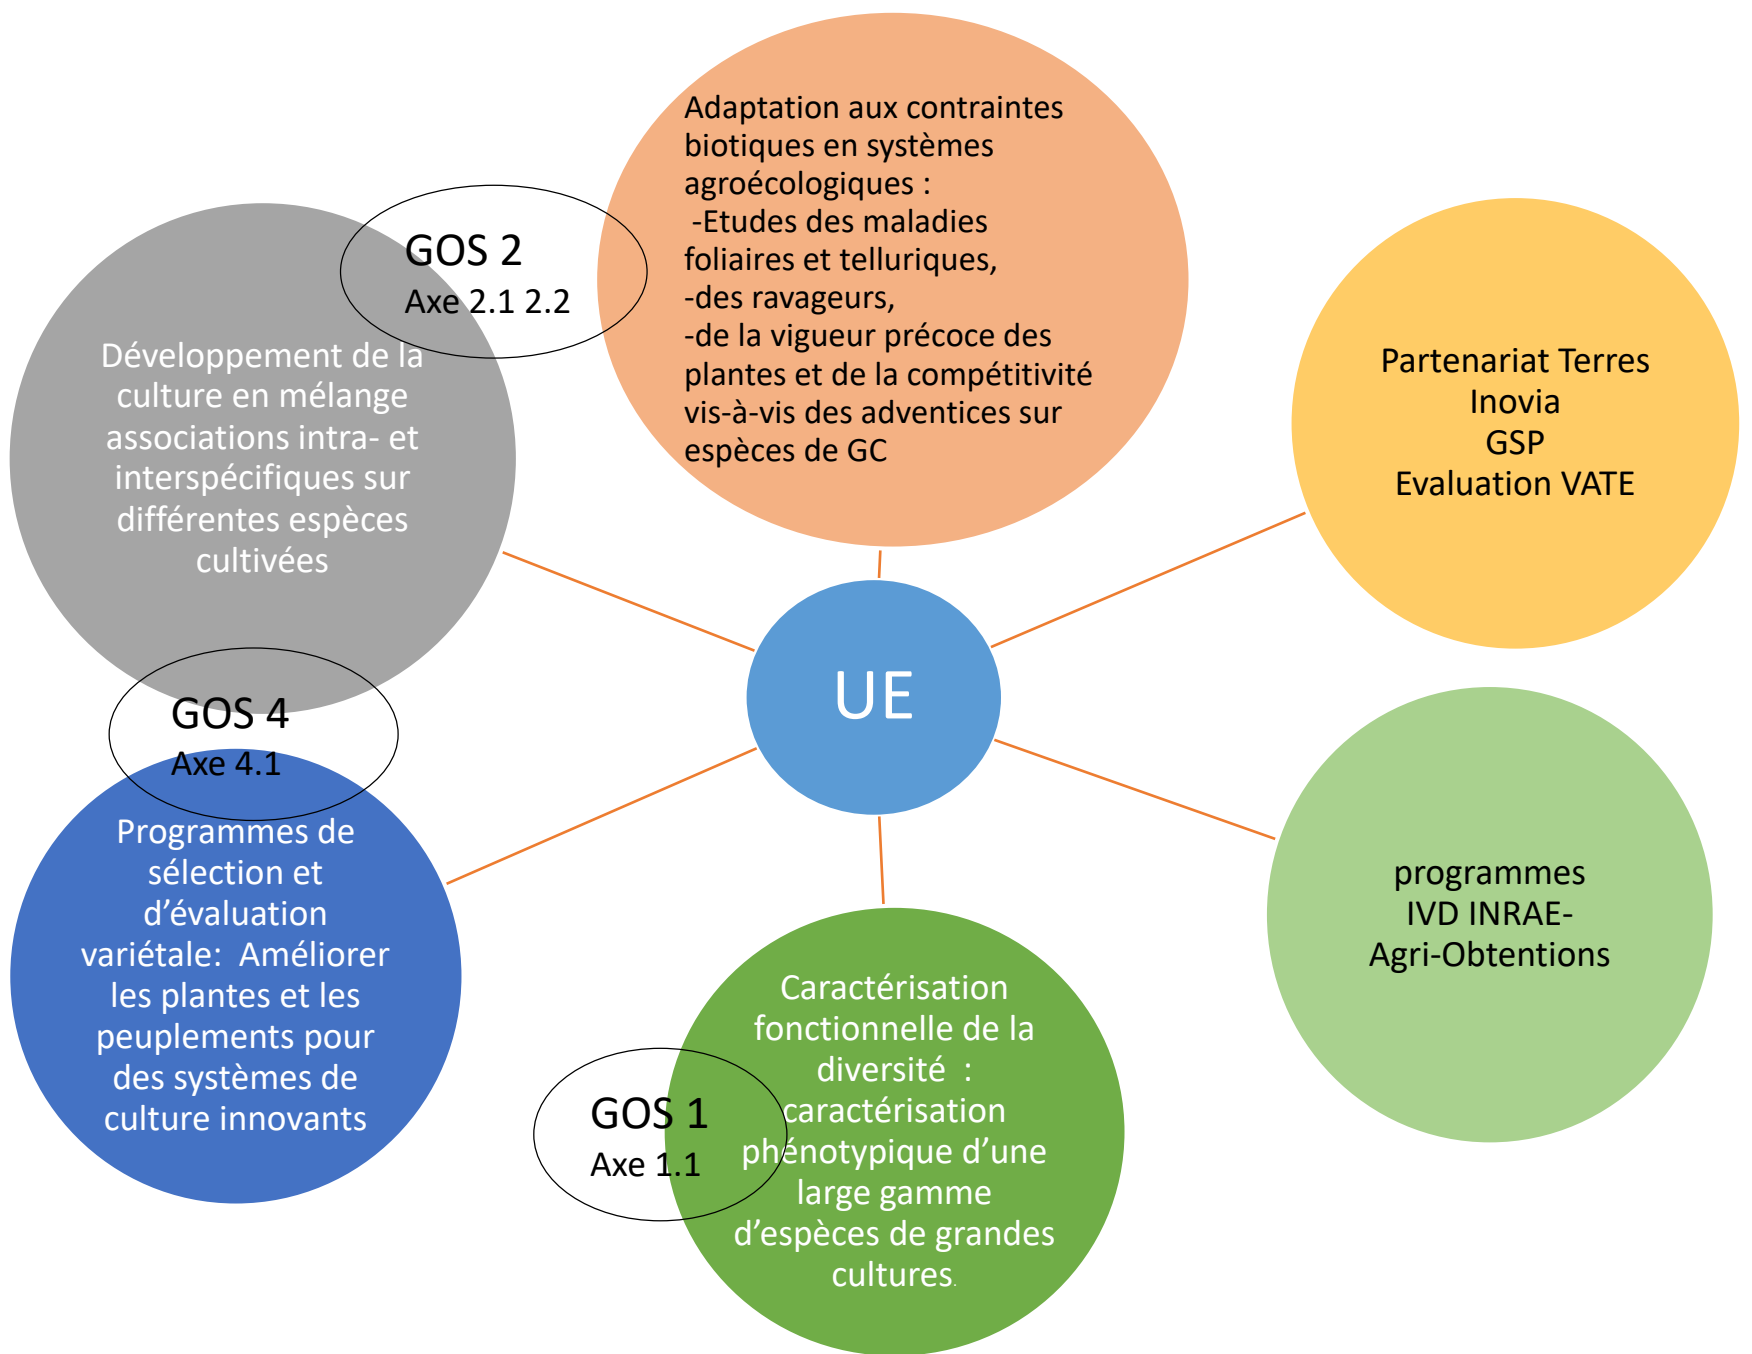 Adaptation aux contraintes
biotiques en systèmes
agroécologiques :
-Etudes des maladies
foliaires et telluriques,
-des ravageurs,
-de la vigueur précoce des
plantes et de la compétitivité
vis-à-vis des adventices sur
espèces de GC
GOS 2
Axe 2.1 2.2
Développement de la
culture en mélange
associations intra- et
interspécifiques sur
différentes espèces
cultivées
Partenariat Terres
Inovia
GSP
Evaluation VATE
UE
GOS 4
Axe 4.1
Programmes de
sélection et
d’évaluation
variétale:  Améliorer
les plantes et les
peuplements pour
des systèmes de
culture innovants
programmes
IVD INRAE-
Agri-Obtentions
GOS 1
Axe 1.1
Caractérisation
fonctionnelle de la
diversité  :
caractérisation
phénotypique d’une
large gamme
d’espèces de grandes
cultures.